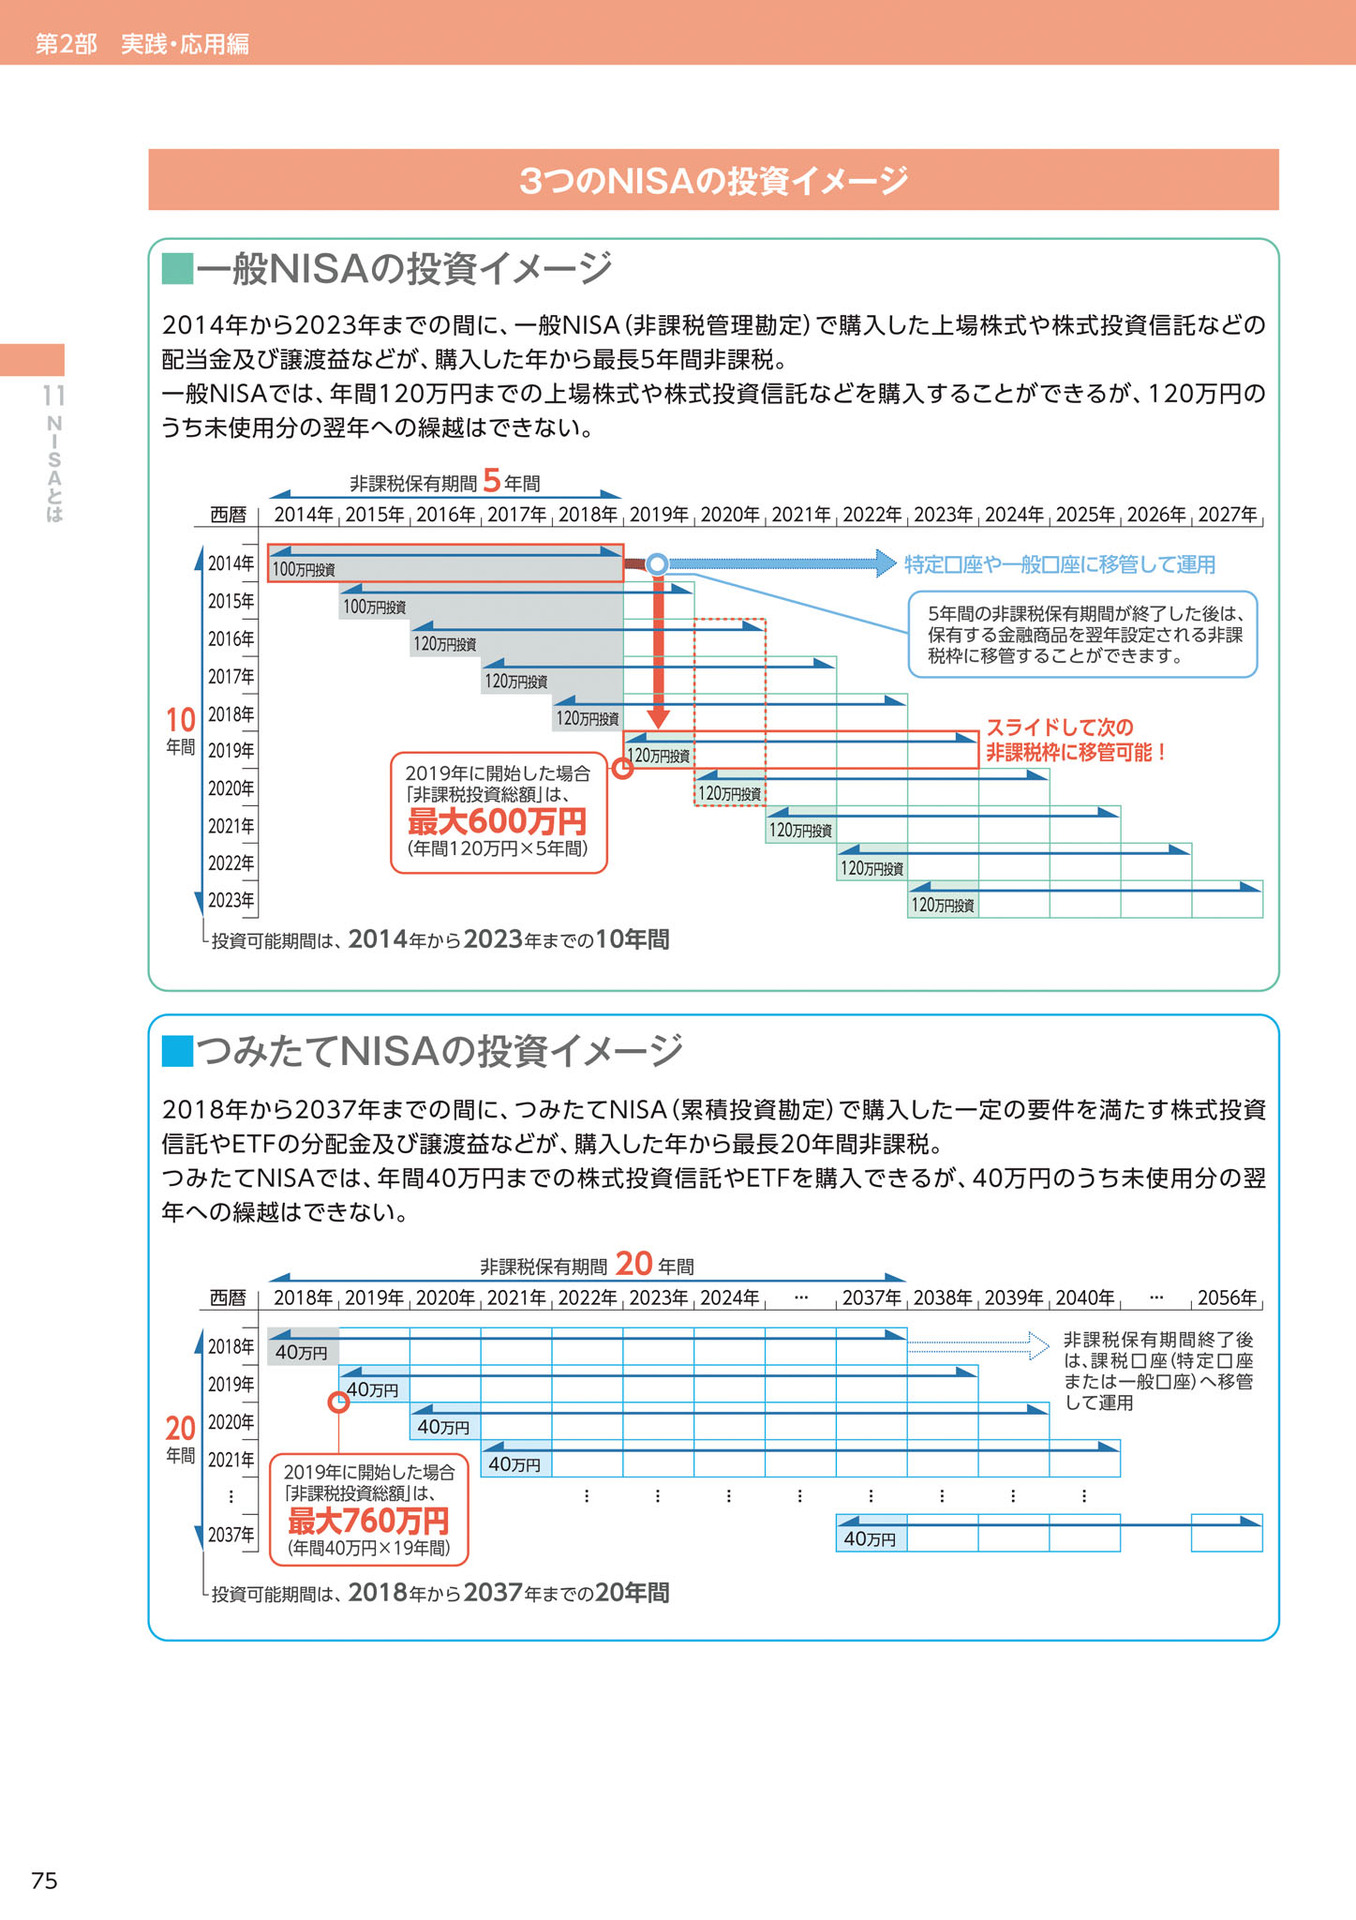 第2部　実践・応用編
11
NISAとは
3つのNISAの投資イメージ
■一般NISAの投資イメージ
2014年から2023年までの間に、一般NISA（非課税管理勘定）で購入した上場株式や株式投資信託などの
配当金及び譲渡益などが、購入した年から最長5年間非課税。
一般NISAでは、年間120万円までの上場株式や株式投資信託などを購入することができるが、120万円の
うち未使用分の翌年への繰越はできない。
非課税保有期間 5 年間
西暦 2014年 2015年 2016年 2017年 2018年 2019年 2020年 2021年 2022年 2023年 2024年 2025年 2026年 2027年
10
年間
2014年
100万円投資
特定口座や一般口座に移管して運用
2015年
100万円投資
5年間の非課税保有期間が終了した後は、
保有する金融商品を翌年設定される非課
税枠に移管することができます。
2016年
120万円投資
2017年
120万円投資
2018年
120万円投資
2019年
120万円投資
スライドして次の
非課税枠に移管可能！
2020年
120万円投資
2021年
120万円投資
2022年
120万円投資
2023年
120万円投資
2019年に開始した場合
「非課税投資総額」は、
最大600万円
（年間120万円×5年間）
投資可能期間は、2014年から2023年までの10年間
■つみたてNISAの投資イメージ
2018年から2037年までの間に、つみたてNISA（累積投資勘定）で購入した一定の要件を満たす株式投資
信託やETFの分配金及び譲渡益などが、購入した年から最長20年間非課税。
つみたてNISAでは、年間40万円までの株式投資信託やETFを購入できるが、40万円のうち未使用分の翌
年への繰越はできない。
非課税保有期間 20 年間
西暦 2018年 2019年 2020年 2021年 2022年 2023年 2024年 … 2037年 2038年 2039年 2040年 … 2056年
20
年間
2018年
40万円
非課税保有期間終了後
は、課税口座（特定口座
または一般口座）へ移管
して運用
2019年
40万円
2020年
40万円
2021年
40万円
⋮ ⋮ ⋮ ⋮ ⋮ ⋮ ⋮ ⋮ ⋮
2037年
40万円
2019年に開始した場合
「非課税投資総額」は、
最大760万円
（年間40万円×19年間）
投資可能期間は、2018年から2037年までの20年間
75